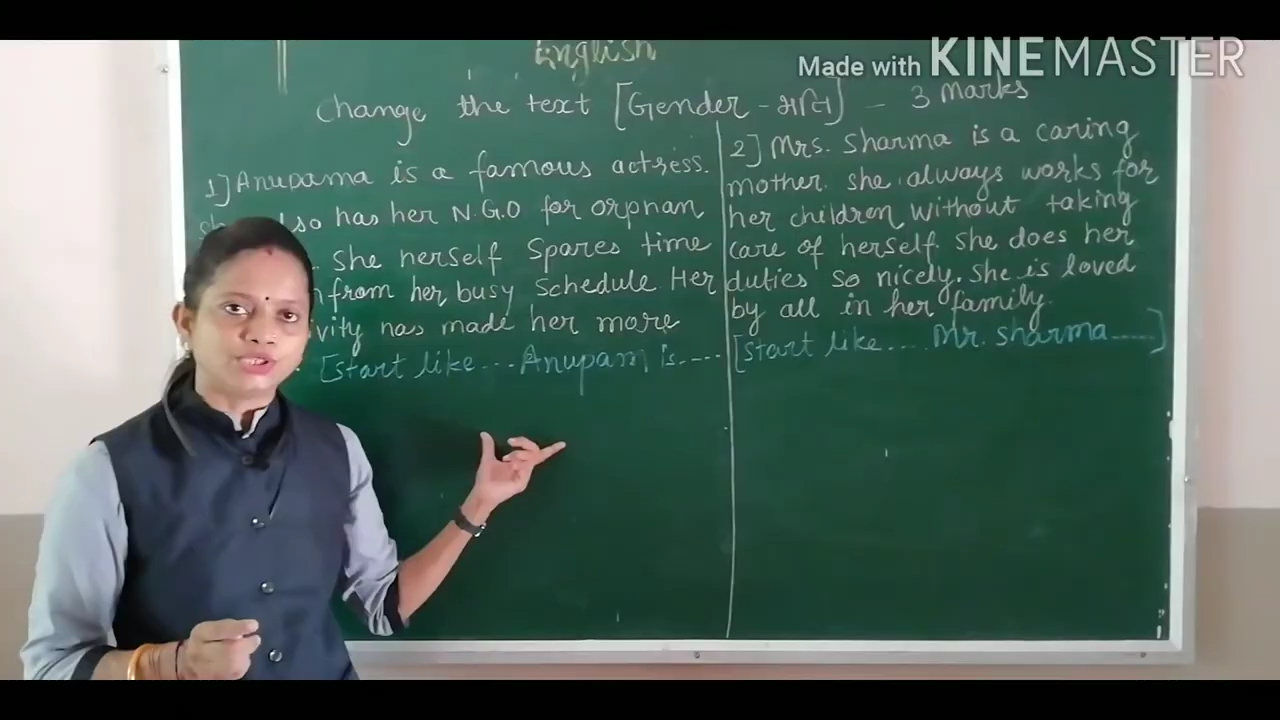 English
Made with KINEMASTER
Change the text [Gender - જાતિ] - 3 Marks
1] Anupama is a famous actress.
so has her N.G.O for orphan
she herself spares time
from her busy schedule. Her
vity has made her more
[start like... Anupam is....
2] Mrs. Sharma is a caring
mother. she always works for
her children without taking
care of herself. she does her
duties so nicely. she is loved
by all in her family.
[start like.... Mr. Sharma.....]